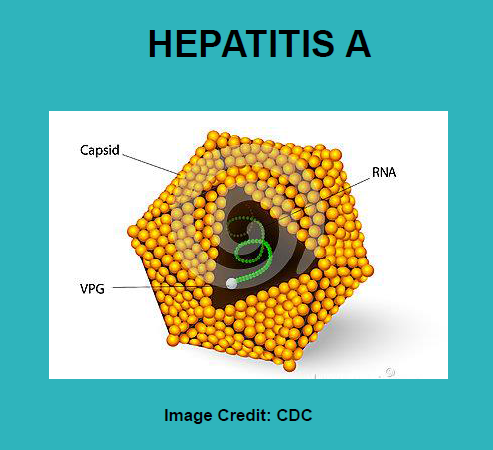 HEPATITIS A
Capsid
RNA
VPG
Image Credit: CDC